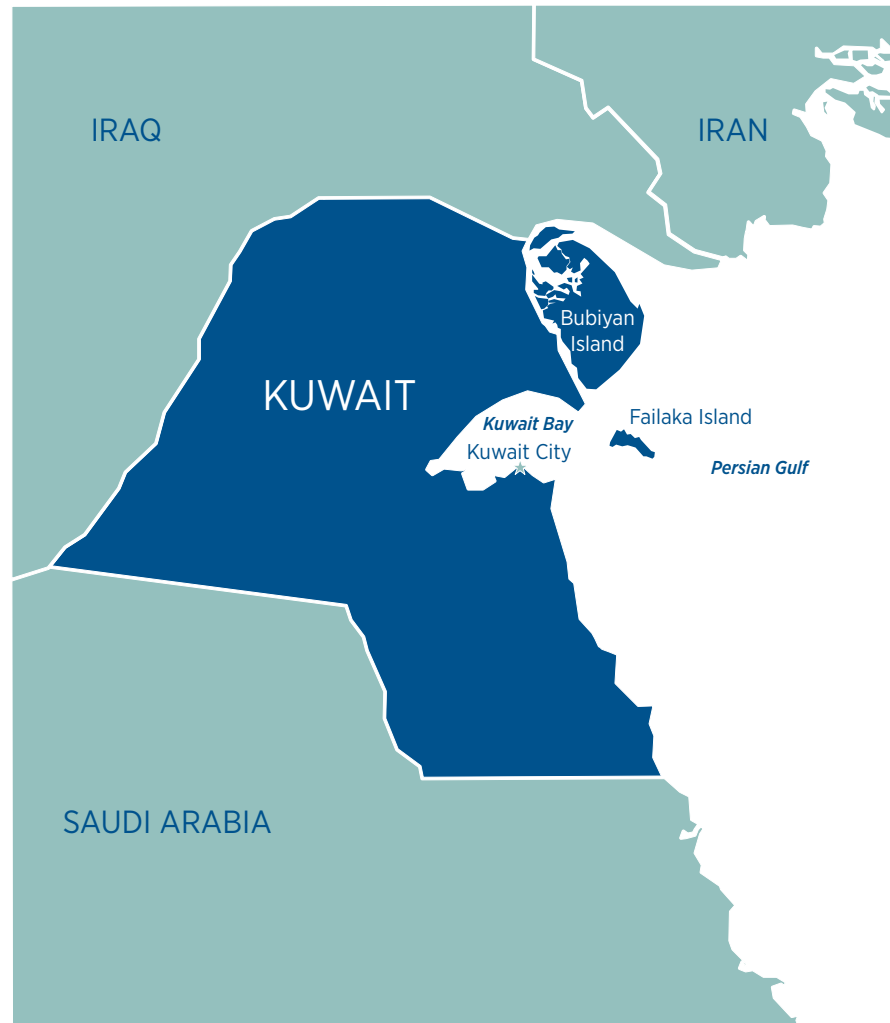 IRAQ
IRAN
Bubiyan
Island
KUWAIT
Kuwait Bay
Failaka Island
Kuwait City
Persian Gulf
SAUDI ARABIA